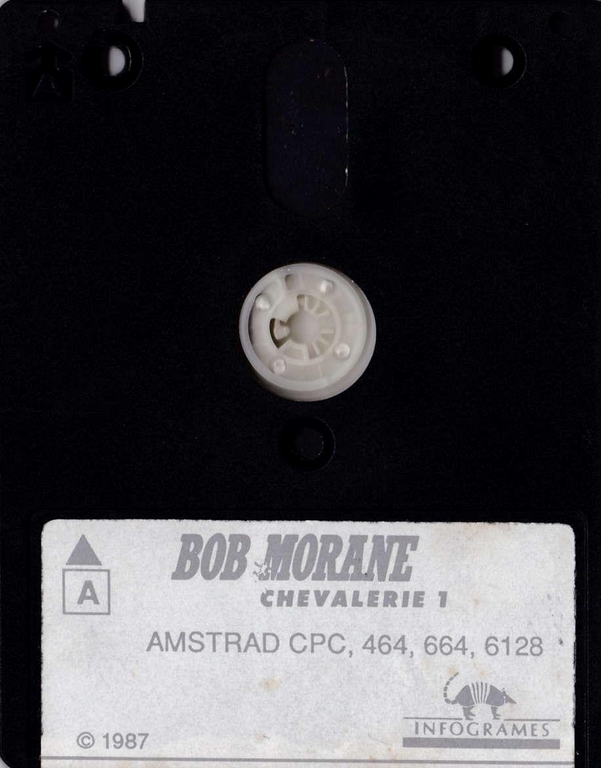 BOB MORANE
CHEVALERIE 1
A
AMSTRAD CPC, 464, 664, 6128
INFOGRAMES
© 1987